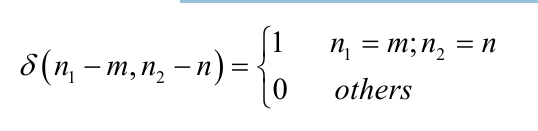 δ(n₁ − m, n₂ − n) = {1 n₁ = m; n₂ = n
0 others